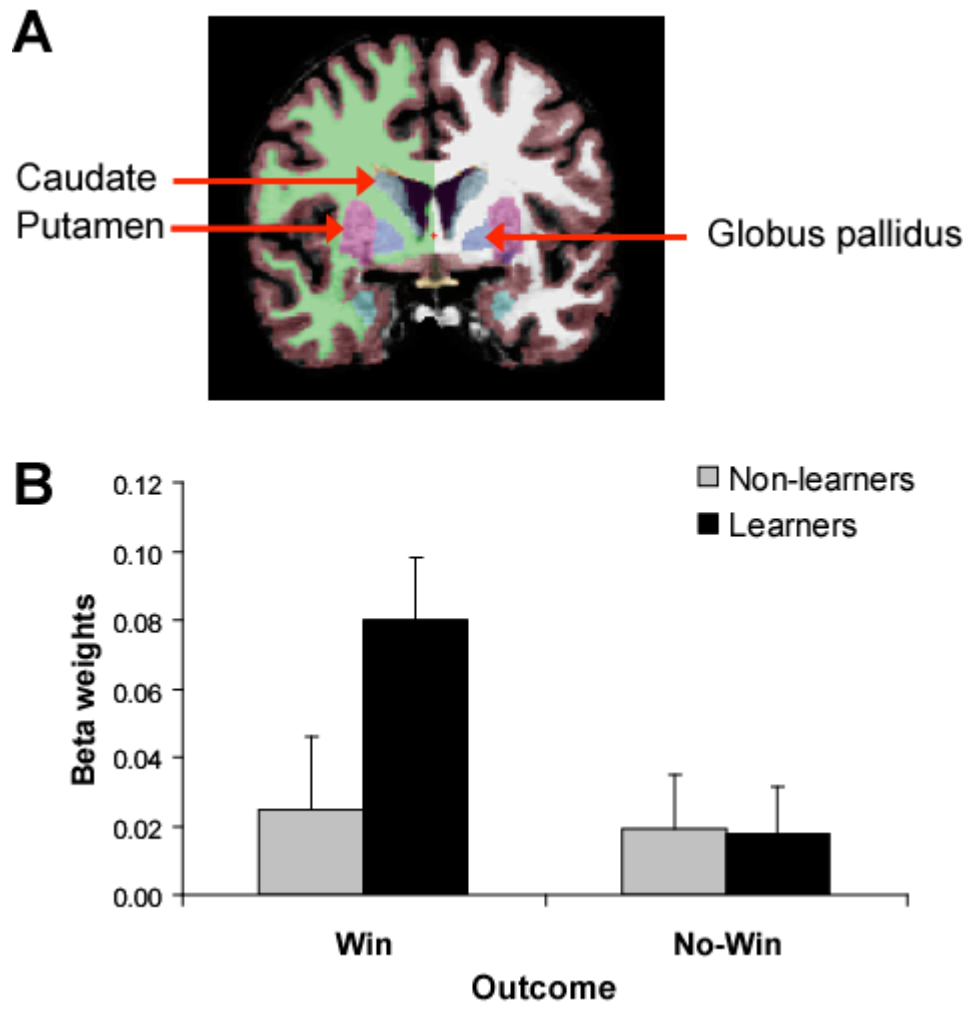 A
Caudate
Putamen
Globus pallidus
B
Non-learners
Learners
Beta weights
0.12
0.10
0.08
0.06
0.04
0.02
0.00
Win
No-Win
Outcome